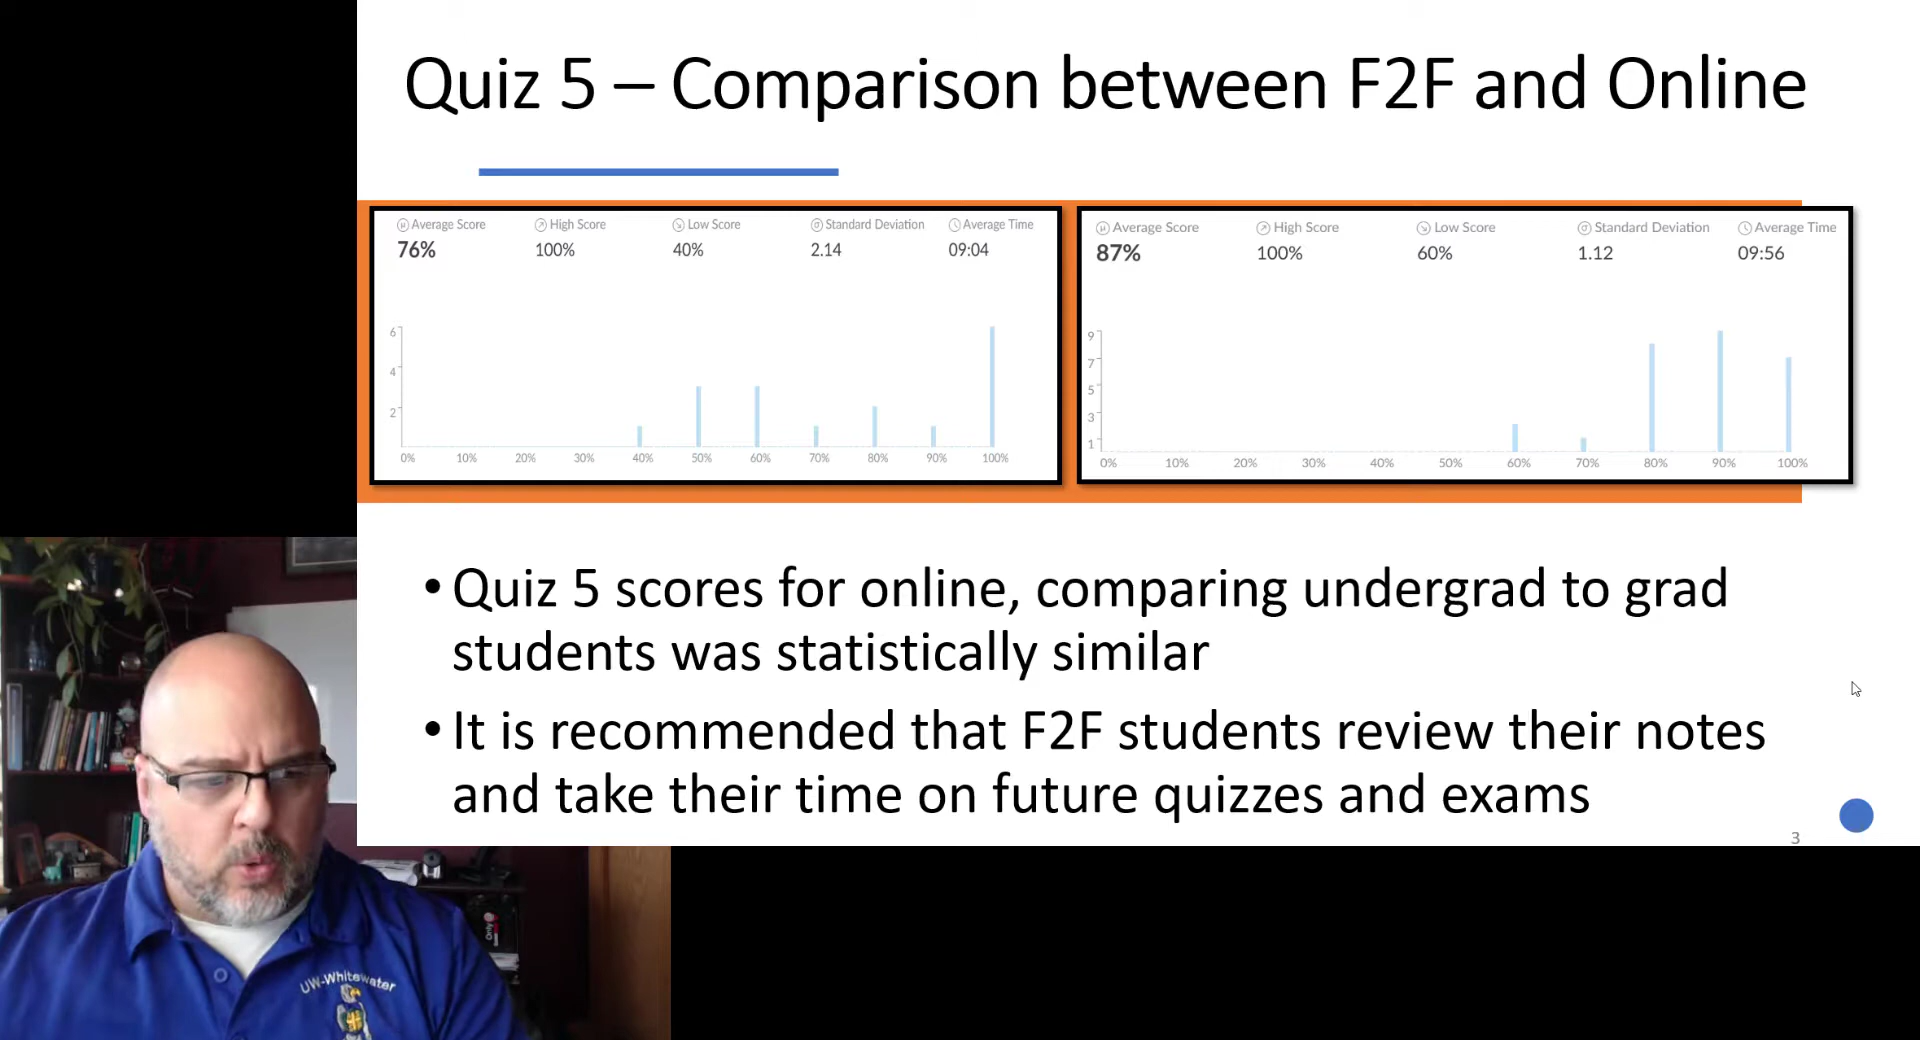 Quiz 5 – Comparison between F2F and Online
Average Score High Score Low Score Standard Deviation Average Time
76% 100% 40% 2.14 09:04
6
4
2
0% 10% 20% 30% 40% 50% 60% 70% 80% 90% 100%
Average Score High Score Low Score Standard Deviation Average Time
87% 100% 60% 1.12 09:56
9
7
5
3
1
0% 10% 20% 30% 40% 50% 60% 70% 80% 90% 100%
• Quiz 5 scores for online, comparing undergrad to grad
students was statistically similar
• It is recommended that F2F students review their notes
and take their time on future quizzes and exams
3
UW-Whitewater